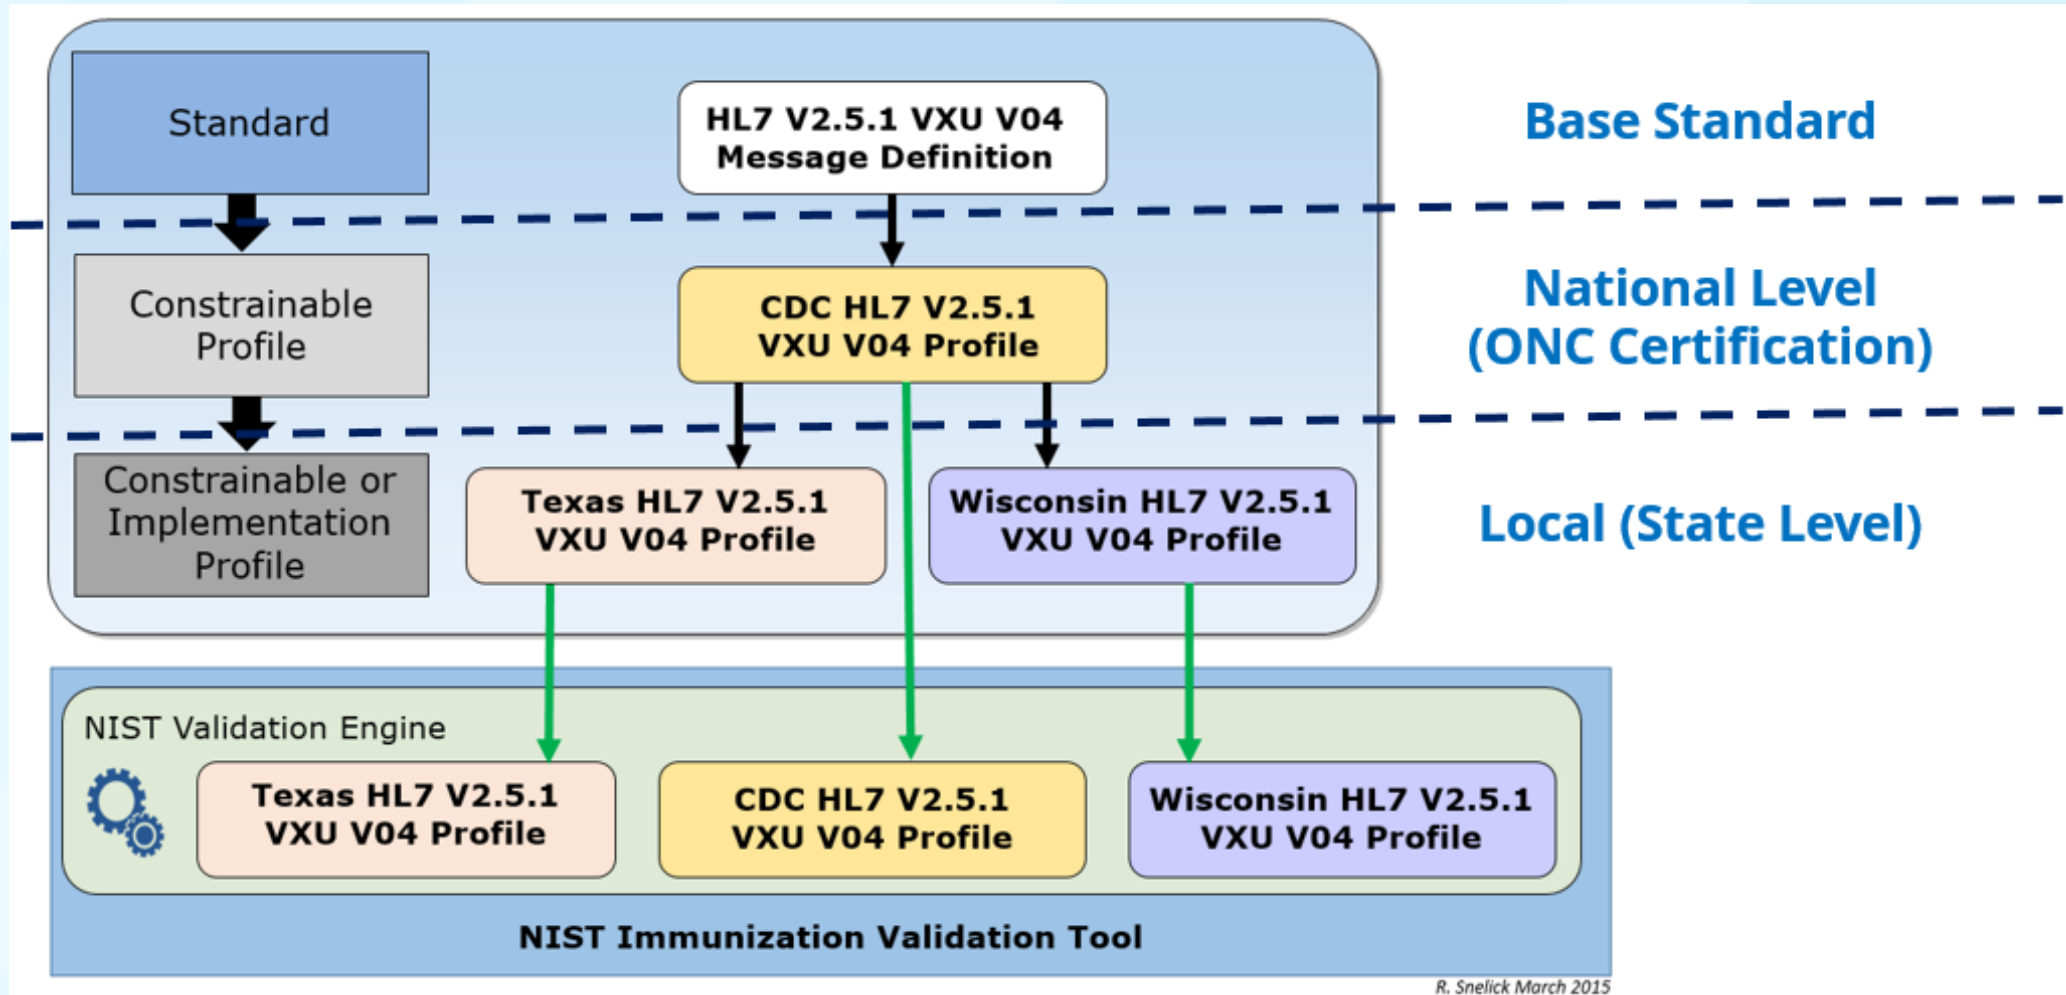 Standard
HL7 V2.5.1 VXU V04
Message Definition
Base Standard
Constrainable
Profile
CDC HL7 V2.5.1
VXU V04 Profile
National Level
(ONC Certification)
Constrainable or
Implementation
Profile
Texas HL7 V2.5.1
VXU V04 Profile
Wisconsin HL7 V2.5.1
VXU V04 Profile
Local (State Level)
NIST Validation Engine
Texas HL7 V2.5.1
VXU V04 Profile
CDC HL7 V2.5.1
VXU V04 Profile
Wisconsin HL7 V2.5.1
VXU V04 Profile
NIST Immunization Validation Tool
R. Snelick March 2015